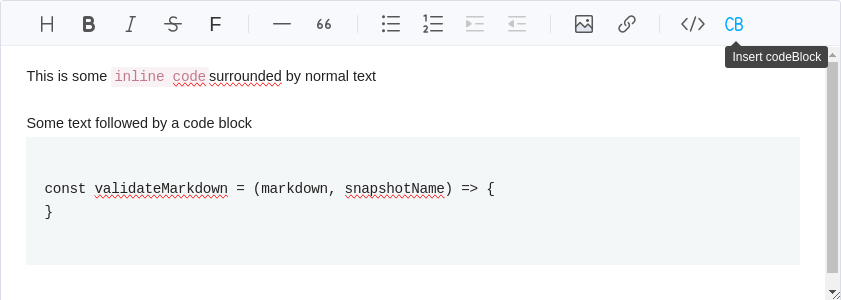 H B I S F — 66 </> CB
Insert codeBlock
This is some inline code surrounded by normal text
Some text followed by a code block
const validateMarkdown = (markdown, snapshotName) => {
}